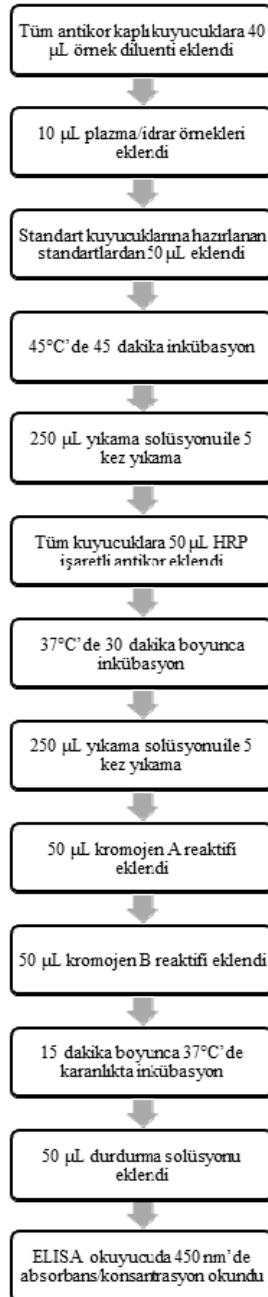 Tüm antikor kaplı kuyucuklara 40
µL örnek diluenti eklendi
10 µL plazma/idrar örnekleri
eklendi
Standart kuyucuklarına hazırlanan
standartlardan 50 µL eklendi
45°C’de 45 dakika inkübasyon
250 µL yıkama solüsyonu ile 5
kez yıkama
Tüm kuyucuklara 50 µL HRP
işaretli antikor eklendi
37°C’de 30 dakika boyunca
inkübasyon
250 µL yıkama solüsyonu ile 5
kez yıkama
50 µL kromojen A reaktifi
eklendi
50 µL kromojen B reaktifi eklendi
15 dakika boyunca 37°C’de
karanlıkta inkübasyon
50 µL durdurma solüsyonu
eklendi
ELISA okuyucuda 450 nm’de
absorbans/konsantrasyon okundu